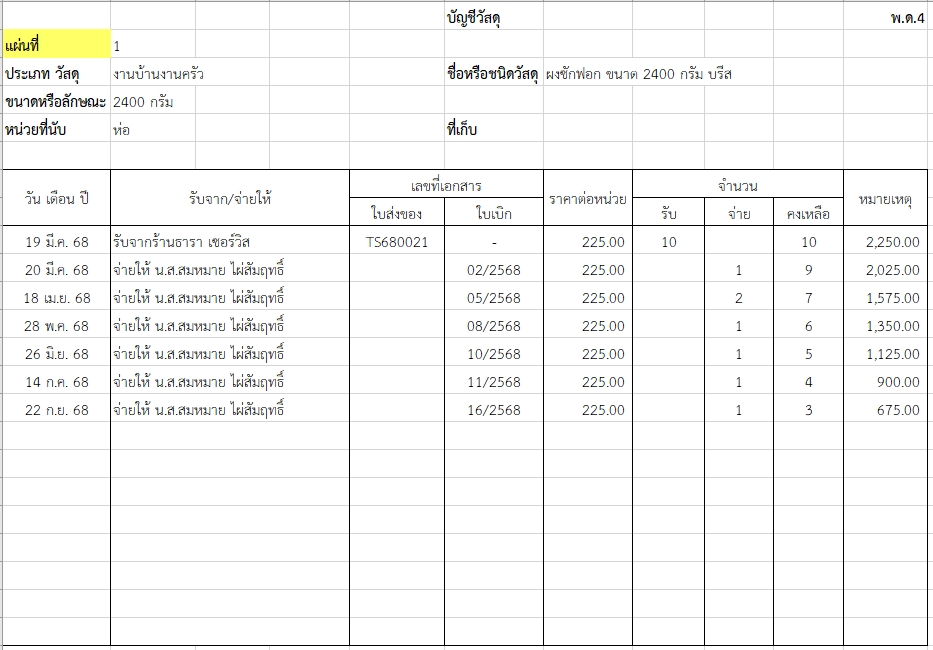 บัญชีวัสดุ พ.ด.4
แผ่นที่ 1
ประเภท วัสดุ งานบ้านงานครัว ชื่อหรือชนิดวัสดุ ผงซักฟอก ขนาด 2400 กรัม บรีส
ขนาดหรือลักษณะ 2400 กรัม
หน่วยที่นับ ห่อ ที่เก็บ
วัน เดือน ปี รับจาก/จ่ายให้ เลขที่เอกสาร ราคาต่อหน่วย จำนวน หมายเหตุ
ใบส่งของ ใบเบิก รับ จ่าย คงเหลือ
19 มี.ค. 68 รับจากร้านธารา เซอร์วิส TS680021 - 225.00 10 10 2,250.00
20 มี.ค. 68 จ่ายให้ น.ส.สมหมาย ไผ่สัมฤทธิ์ 02/2568 225.00 1 9 2,025.00
18 เม.ย. 68 จ่ายให้ น.ส.สมหมาย ไผ่สัมฤทธิ์ 05/2568 225.00 2 7 1,575.00
28 พ.ค. 68 จ่ายให้ น.ส.สมหมาย ไผ่สัมฤทธิ์ 08/2568 225.00 1 6 1,350.00
26 มิ.ย. 68 จ่ายให้ น.ส.สมหมาย ไผ่สัมฤทธิ์ 10/2568 225.00 1 5 1,125.00
14 ก.ค. 68 จ่ายให้ น.ส.สมหมาย ไผ่สัมฤทธิ์ 11/2568 225.00 1 4 900.00
22 ก.ย. 68 จ่ายให้ น.ส.สมหมาย ไผ่สัมฤทธิ์ 16/2568 225.00 1 3 675.00